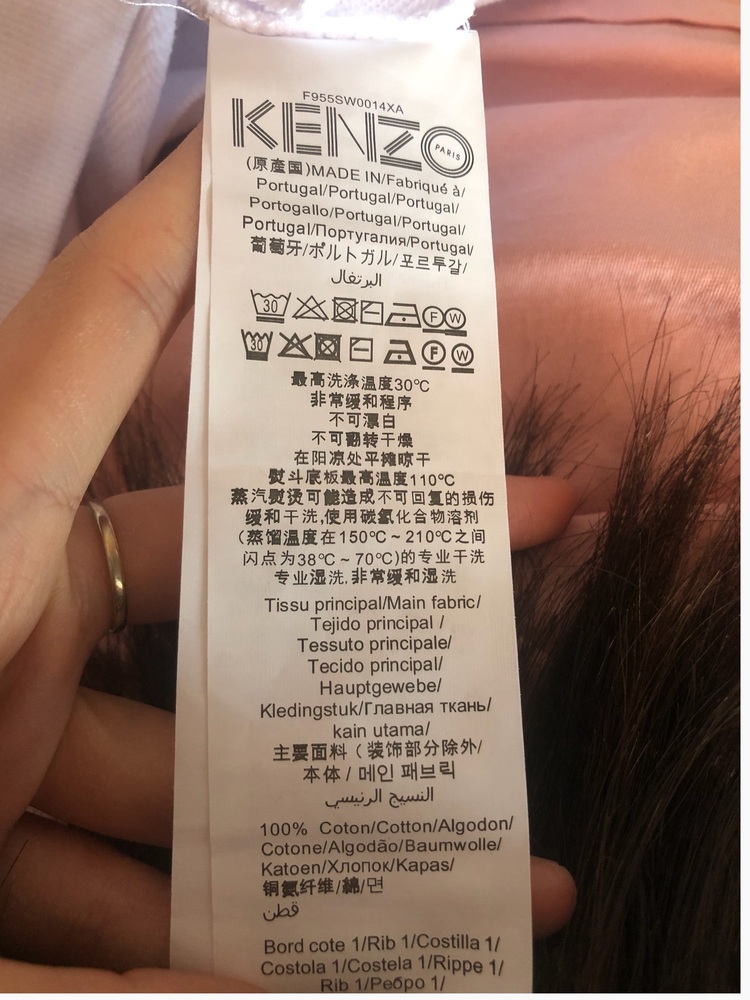 F955SW0014XA
KENZO PARIS
(原產国)MADE IN/Fabriqué à/
Portugal/Portugal/Portugal/
Portogallo/Portugal/Portugal/
Portugal/Португалия/Portugal/
葡萄牙/ポルトガル/포르투갈/
البرتغال
30 F W
30 F W
最高洗涤温度30℃
非常缓和程序
不可漂白
不可翻转干燥
在阳凉处平摊晾干
熨斗底板最高温度110℃
蒸汽熨烫可能造成不可回复的损伤
缓和干洗,使用碳氢化合物溶剂
(蒸馏温度在150℃~210℃之间
闪点为38℃~70℃)的专业干洗
专业湿洗,非常缓和湿洗
Tissu principal/Main fabric/
Tejido principal /
Tessuto principale/
Tecido principal/
Hauptgewebe/
Kledingstuk/Главная ткань/
kain utama/
主要面料 ( 装饰部分除外/
本体 / 메인 패브릭
النسيج الرئيسي
100% Coton/Cotton/Algodon/
Cotone/Algodão/Baumwolle/
Katoen/Хлопок/Kapas/
铜氨纤维/綿/면
قطن
Bord cote 1/Rib 1/Costilla 1/
Costola 1/Costela 1/Rippe 1/
Rib 1/Ребро 1/